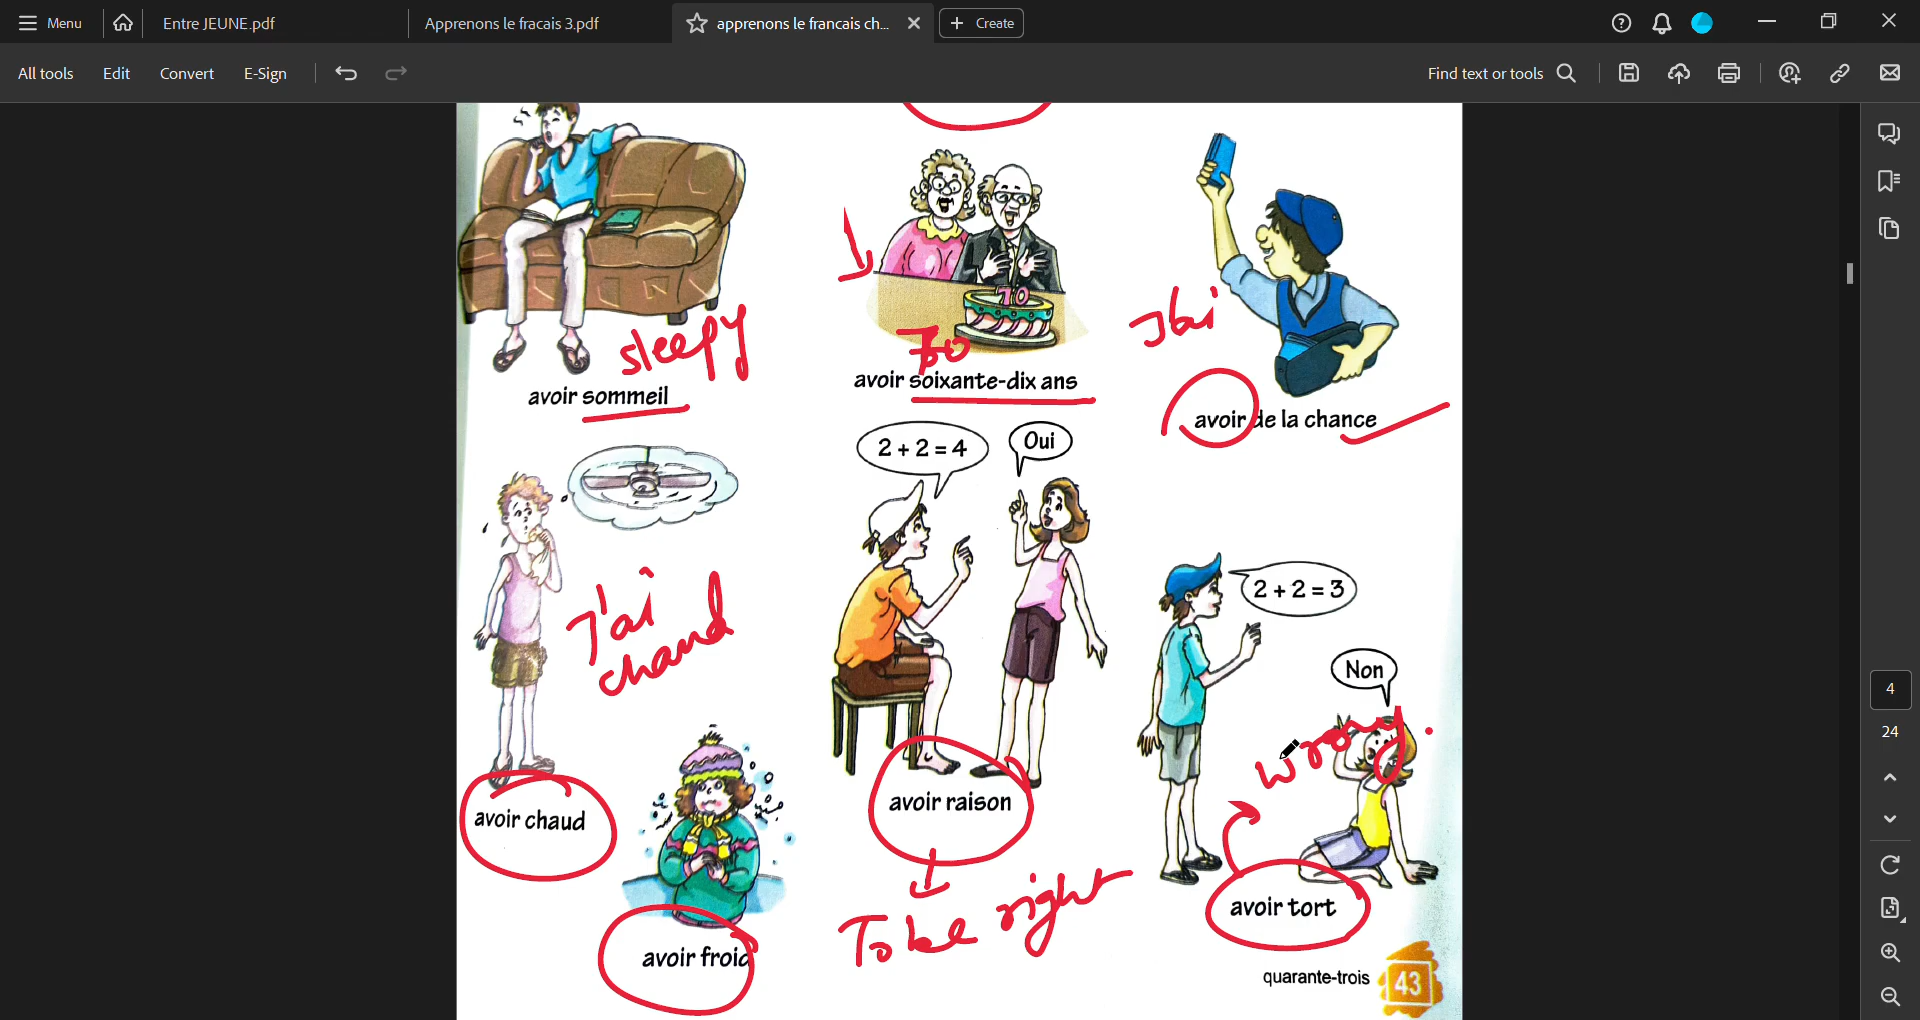 Menu
Entre JEUNE.pdf
Apprenons le fracais 3.pdf
apprenons le francais ch...
Create
All tools
Edit
Convert
E-Sign
Find text or tools
sleepy
avoir sommeil
70
70
avoir soixante-dix ans
J'ai
avoir de la chance
2 + 2 = 4
Oui
J'ai
chaud
2 + 2 = 3
Non
wrong.
avoir chaud
avoir raison
To be right
avoir tort
avoir froid
quarante-trois
43
4
24